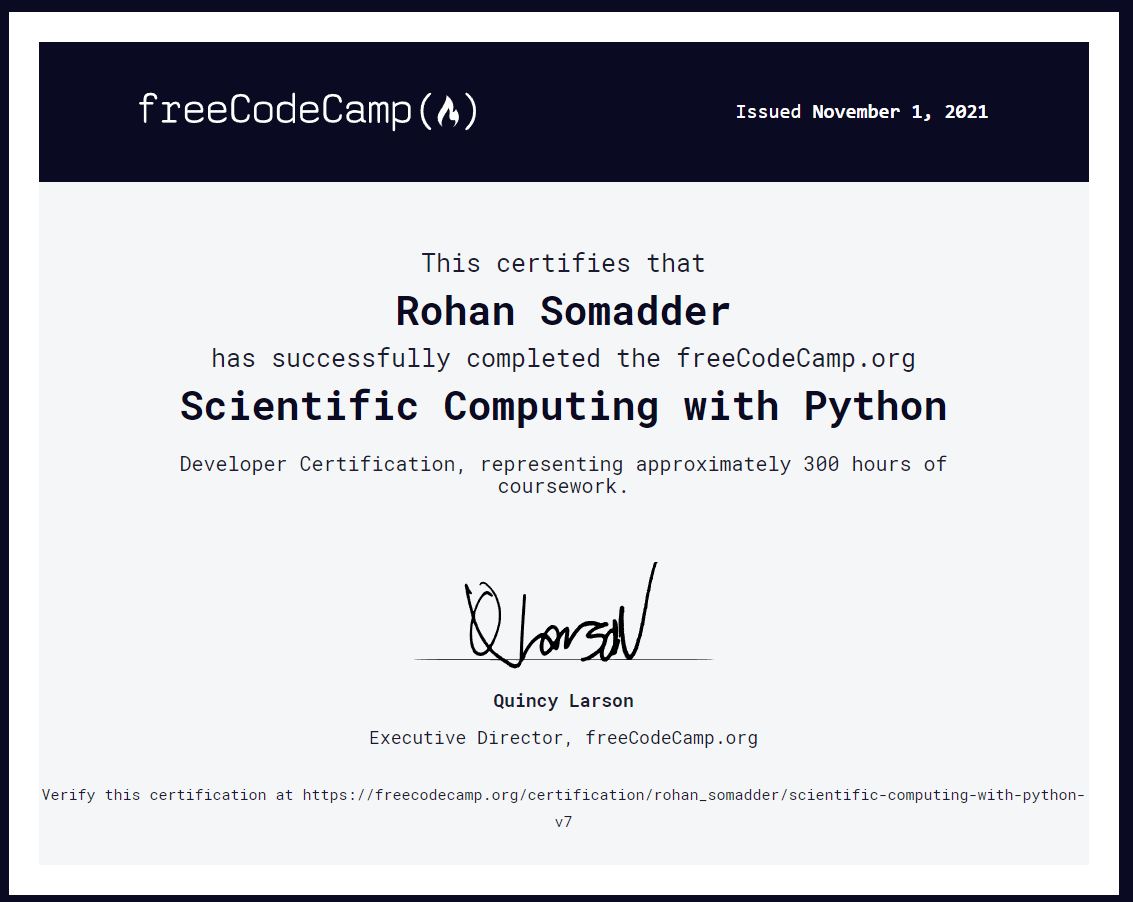 freeCodeCamp(🔥)
Issued November 1, 2021
This certifies that
Rohan Somadder
has successfully completed the freeCodeCamp.org
Scientific Computing with Python
Developer Certification, representing approximately 300 hours of
coursework.
Q Larson
Quincy Larson
Executive Director, freeCodeCamp.org
Verify this certification at https://freecodecamp.org/certification/rohan_somadder/scientific-computing-with-python-
v7